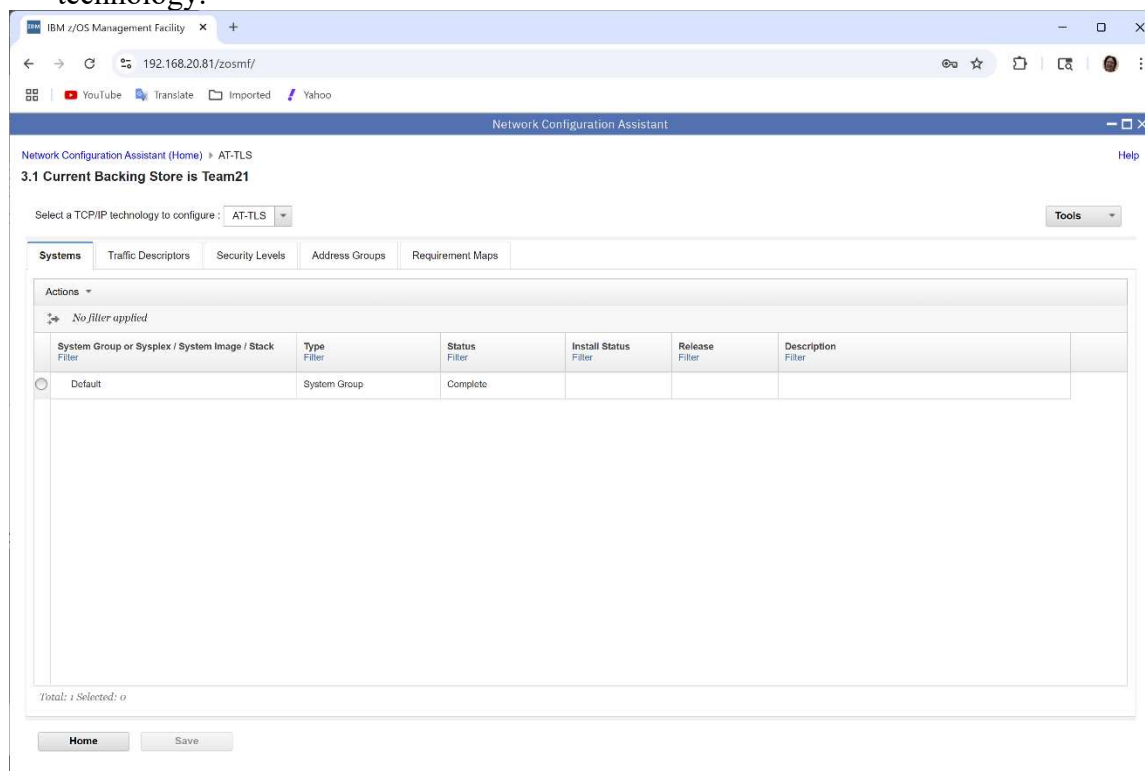 technology.
IBM z/OS Management Facility
192.168.20.81/zosmf/
YouTube Translate Imported Yahoo
Network Configuration Assistant
Network Configuration Assistant (Home) AT-TLS Help
3.1 Current Backing Store is Team21
Select a TCP/IP technology to configure : AT-TLS Tools
Systems Traffic Descriptors Security Levels Address Groups Requirement Maps
Actions
No filter applied
System Group or Sysplex / System Image / Stack Type Status Install Status Release Description
Filter Filter Filter Filter Filter Filter
Default System Group Complete
Total: 1 Selected: 0
Home Save